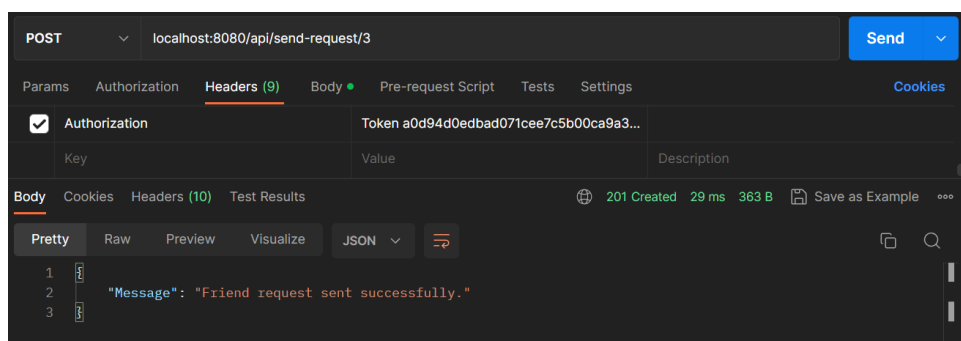 POST localhost:8080/api/send-request/3 Send
Params Authorization Headers (9) Body Pre-request Script Tests Settings Cookies
Authorization Token a0d94d0edbad071cee7c5b00ca9a3...
Key Value Description
Body Cookies Headers (10) Test Results 201 Created 29 ms 363 B Save as Example
Pretty Raw Preview Visualize JSON
1 {
2 "Message": "Friend request sent successfully."
3 }